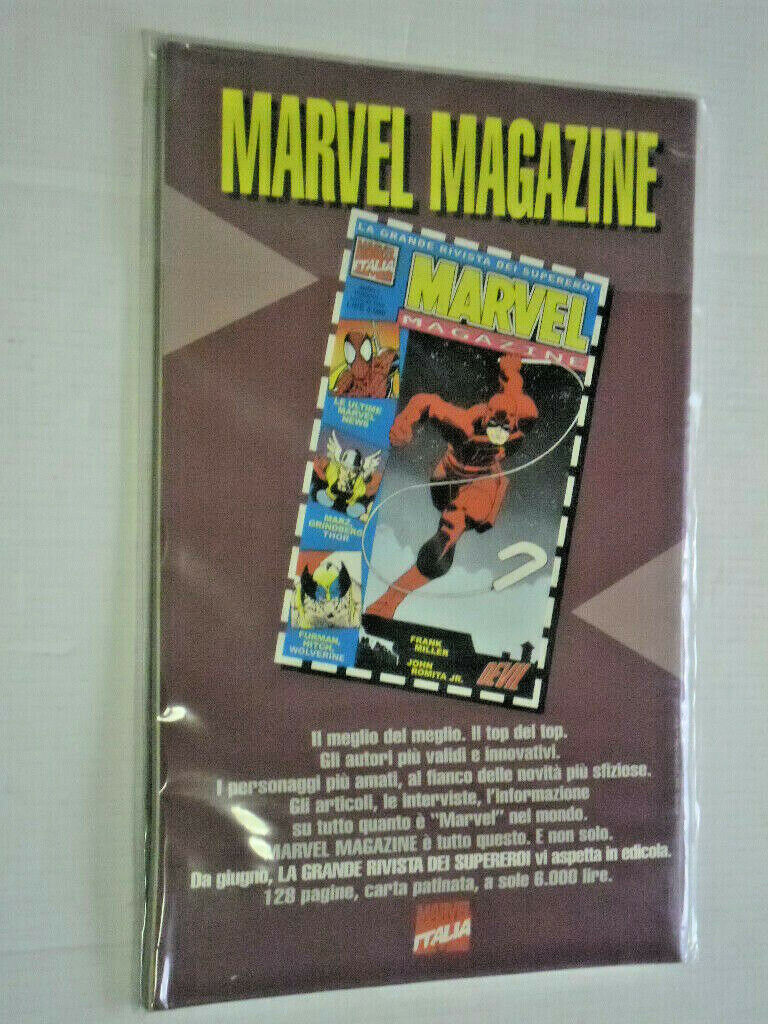 MARVEL MAGAZINE
LA GRANDE RIVISTA DEI SUPEREROI
MARVEL
ITALIA
MARVEL
MAGAZINE
LE ULTIME
MARVEL
NEWS
MARZ,
GRINDBERG
THOR
FURMAN,
HITCH,
WOLVERINE
FRANK
MILLER
JOHN
ROMITA JR.
DEVIL
Il meglio del meglio. Il top del top.
Gli autori più validi e innovativi.
I personaggi più amati, al fianco delle novità più sfiziose.
Gli articoli, le interviste, l'informazione
su tutto quanto è "Marvel" nel mondo.
MARVEL MAGAZINE è tutto questo. E non solo.
Da giugno, LA GRANDE RIVISTA DEI SUPEREROI vi aspetta in edicola.
128 pagine, carta patinata, a sole 6.000 lire.
MARVEL
ITALIA